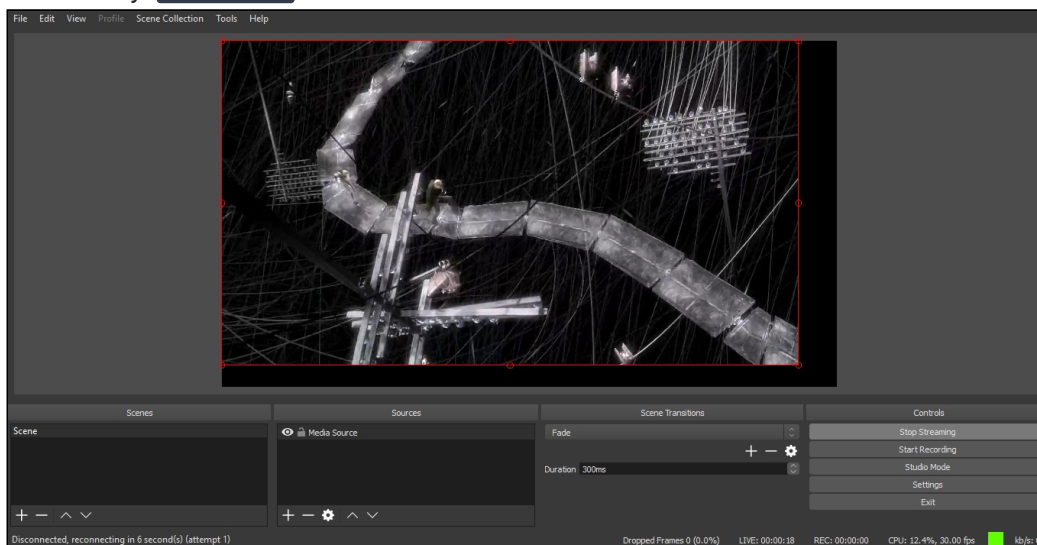 File Edit View Profile Scene Collection Tools Help
Scenes
Scene
Sources
Media Source
Scene Transitions
Fade
Duration 300ms
Controls
Stop Streaming
Start Recording
Studio Mode
Settings
Exit
Disconnected, reconnecting in 6 second(s) (attempt 1) Dropped Frames 0 (0.0%) LIVE: 00:00:18 REC: 00:00:00 CPU: 12.4%, 30.00 fps kb/s: